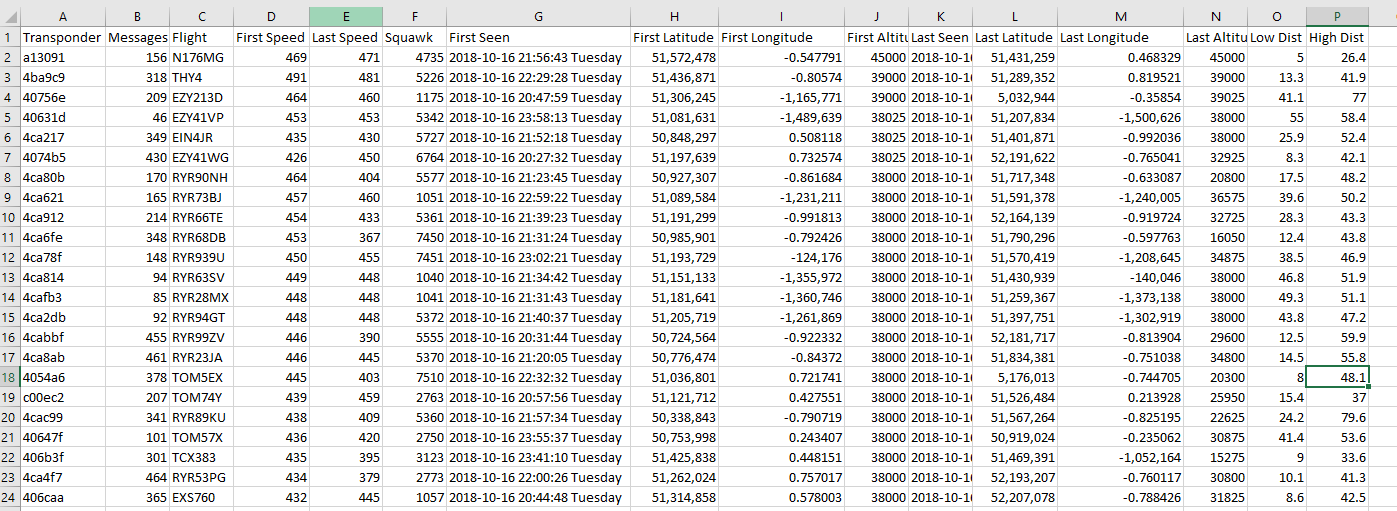 A B C D E F G H I J K L M N O P
1 Transponder Messages Flight First Speed Last Speed Squawk First Seen First Latitude First Longitude First Altitu Last Seen Last Latitude Last Longitude Last Altitu Low Dist High Dist
2 a13091 156 N176MG 469 471 4735 2018-10-16 21:56:43 Tuesday 51,572,478 -0.547791 45000 2018-10-16 51,431,259 0.468329 45000 5 26.4
3 4ba9c9 318 THY4 491 481 5226 2018-10-16 22:29:28 Tuesday 51,436,871 -0.80574 39000 2018-10-16 51,289,352 0.819521 39000 13.3 41.9
4 40756e 209 EZY213D 464 460 1175 2018-10-16 20:47:59 Tuesday 51,306,245 -1,165,771 39000 2018-10-16 5,032,944 -0.35854 39025 41.1 77
5 40631d 46 EZY41VP 453 453 5342 2018-10-16 23:58:13 Tuesday 51,081,631 -1,489,639 38025 2018-10-16 51,207,834 -1,500,626 38000 55 58.4
6 4ca217 349 EIN4JR 435 430 5727 2018-10-16 21:52:18 Tuesday 50,848,297 0.508118 38025 2018-10-16 51,401,871 -0.992036 38000 25.9 52.4
7 4074b5 430 EZY41WG 426 450 6764 2018-10-16 20:27:32 Tuesday 51,197,639 0.732574 38025 2018-10-16 52,191,622 -0.765041 32925 8.3 42.1
8 4ca80b 170 RYR90NH 464 404 5577 2018-10-16 21:23:45 Tuesday 50,927,307 -0.861684 38000 2018-10-16 51,717,348 -0.633087 20800 17.5 48.2
9 4ca621 165 RYR73BJ 457 460 1051 2018-10-16 22:59:22 Tuesday 51,089,584 -1,231,211 38000 2018-10-16 51,591,378 -1,240,005 36575 39.6 50.2
10 4ca912 214 RYR66TE 454 433 5361 2018-10-16 21:39:23 Tuesday 51,191,299 -0.991813 38000 2018-10-16 52,164,139 -0.919724 32725 28.3 43.3
11 4ca6fe 348 RYR68DB 453 367 7450 2018-10-16 21:31:24 Tuesday 50,985,901 -0.792426 38000 2018-10-16 51,790,296 -0.597763 16050 12.4 43.8
12 4ca78f 148 RYR939U 450 455 7451 2018-10-16 23:02:21 Tuesday 51,193,729 -124,176 38000 2018-10-16 51,570,419 -1,208,645 34875 38.5 46.9
13 4ca814 94 RYR63SV 449 448 1040 2018-10-16 21:34:42 Tuesday 51,151,133 -1,355,972 38000 2018-10-16 51,430,939 -140,046 38000 46.8 51.9
14 4cafb3 85 RYR28MX 448 448 1041 2018-10-16 21:31:43 Tuesday 51,181,641 -1,360,746 38000 2018-10-16 51,259,367 -1,373,138 38000 49.3 51.1
15 4ca2db 92 RYR94GT 448 448 5372 2018-10-16 21:40:37 Tuesday 51,205,719 -1,261,869 38000 2018-10-16 51,397,751 -1,302,919 38000 43.8 47.2
16 4cabbf 455 RYR99ZV 446 390 5555 2018-10-16 20:31:44 Tuesday 50,724,564 -0.922332 38000 2018-10-16 52,181,717 -0.813904 29600 12.5 59.9
17 4ca8ab 461 RYR23JA 446 445 5370 2018-10-16 21:20:05 Tuesday 50,776,474 -0.84372 38000 2018-10-16 51,834,381 -0.751038 34800 14.5 55.8
18 4054a6 378 TOM5EX 445 403 7510 2018-10-16 22:32:32 Tuesday 51,036,801 0.721741 38000 2018-10-16 5,176,013 -0.744705 20300 8 48.1
19 c00ec2 207 TOM74Y 439 459 2763 2018-10-16 20:57:56 Tuesday 51,121,712 0.427551 38000 2018-10-16 51,526,484 0.213928 25950 15.4 37
20 4cac99 341 RYR89KU 438 409 5360 2018-10-16 21:57:34 Tuesday 50,338,843 -0.790719 38000 2018-10-16 51,567,264 -0.825195 22625 24.2 79.6
21 40647f 101 TOM57X 436 420 2750 2018-10-16 23:55:37 Tuesday 50,753,998 0.243407 38000 2018-10-16 50,919,024 -0.235062 30875 41.4 53.6
22 406b3f 301 TCX383 435 395 3123 2018-10-16 23:41:10 Tuesday 51,425,838 0.448151 38000 2018-10-16 51,469,391 -1,052,164 15275 9 33.6
23 4ca4f7 464 RYR53PG 434 379 2773 2018-10-16 22:00:26 Tuesday 51,262,024 0.757017 38000 2018-10-16 52,193,207 -0.760117 30800 10.1 41.3
24 406caa 365 EXS760 432 445 1057 2018-10-16 20:44:48 Tuesday 51,314,858 0.578003 38000 2018-10-16 52,207,078 -0.788426 31825 8.6 42.5